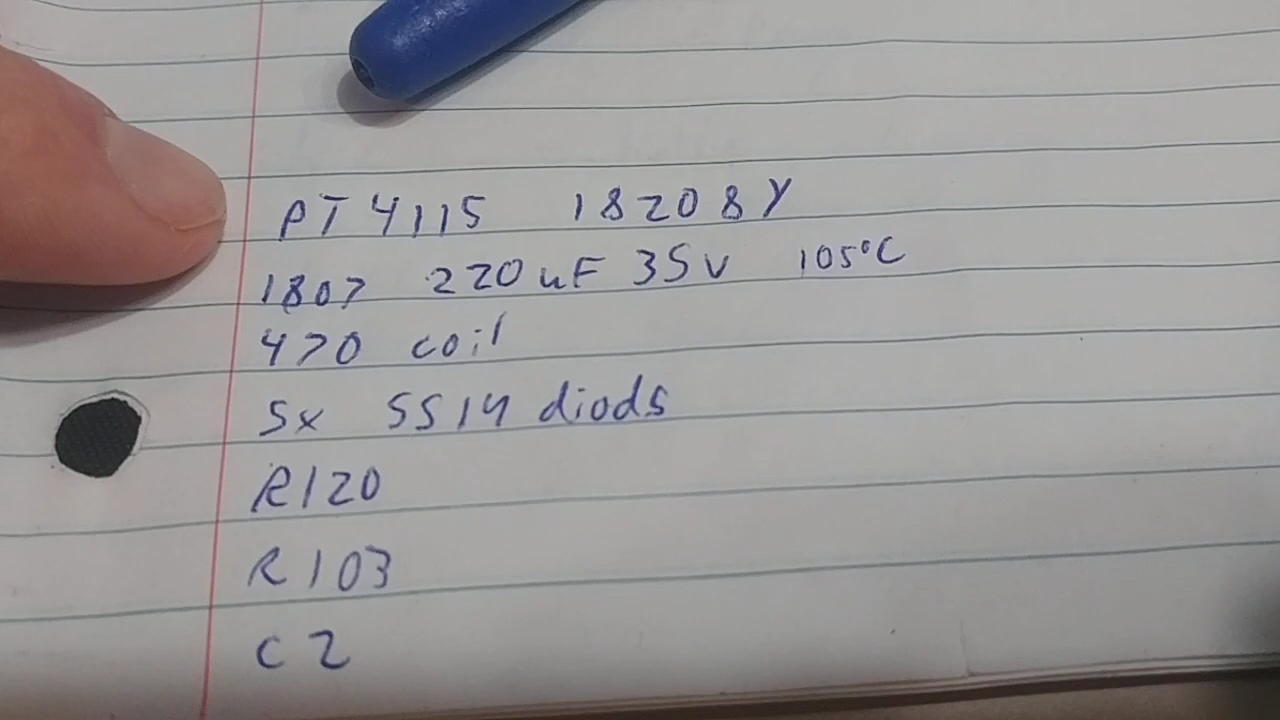 PT4115 18208Y
1807 220uF 35v 105°C
470 coil
5x SS14 diods
R120
R103
C2